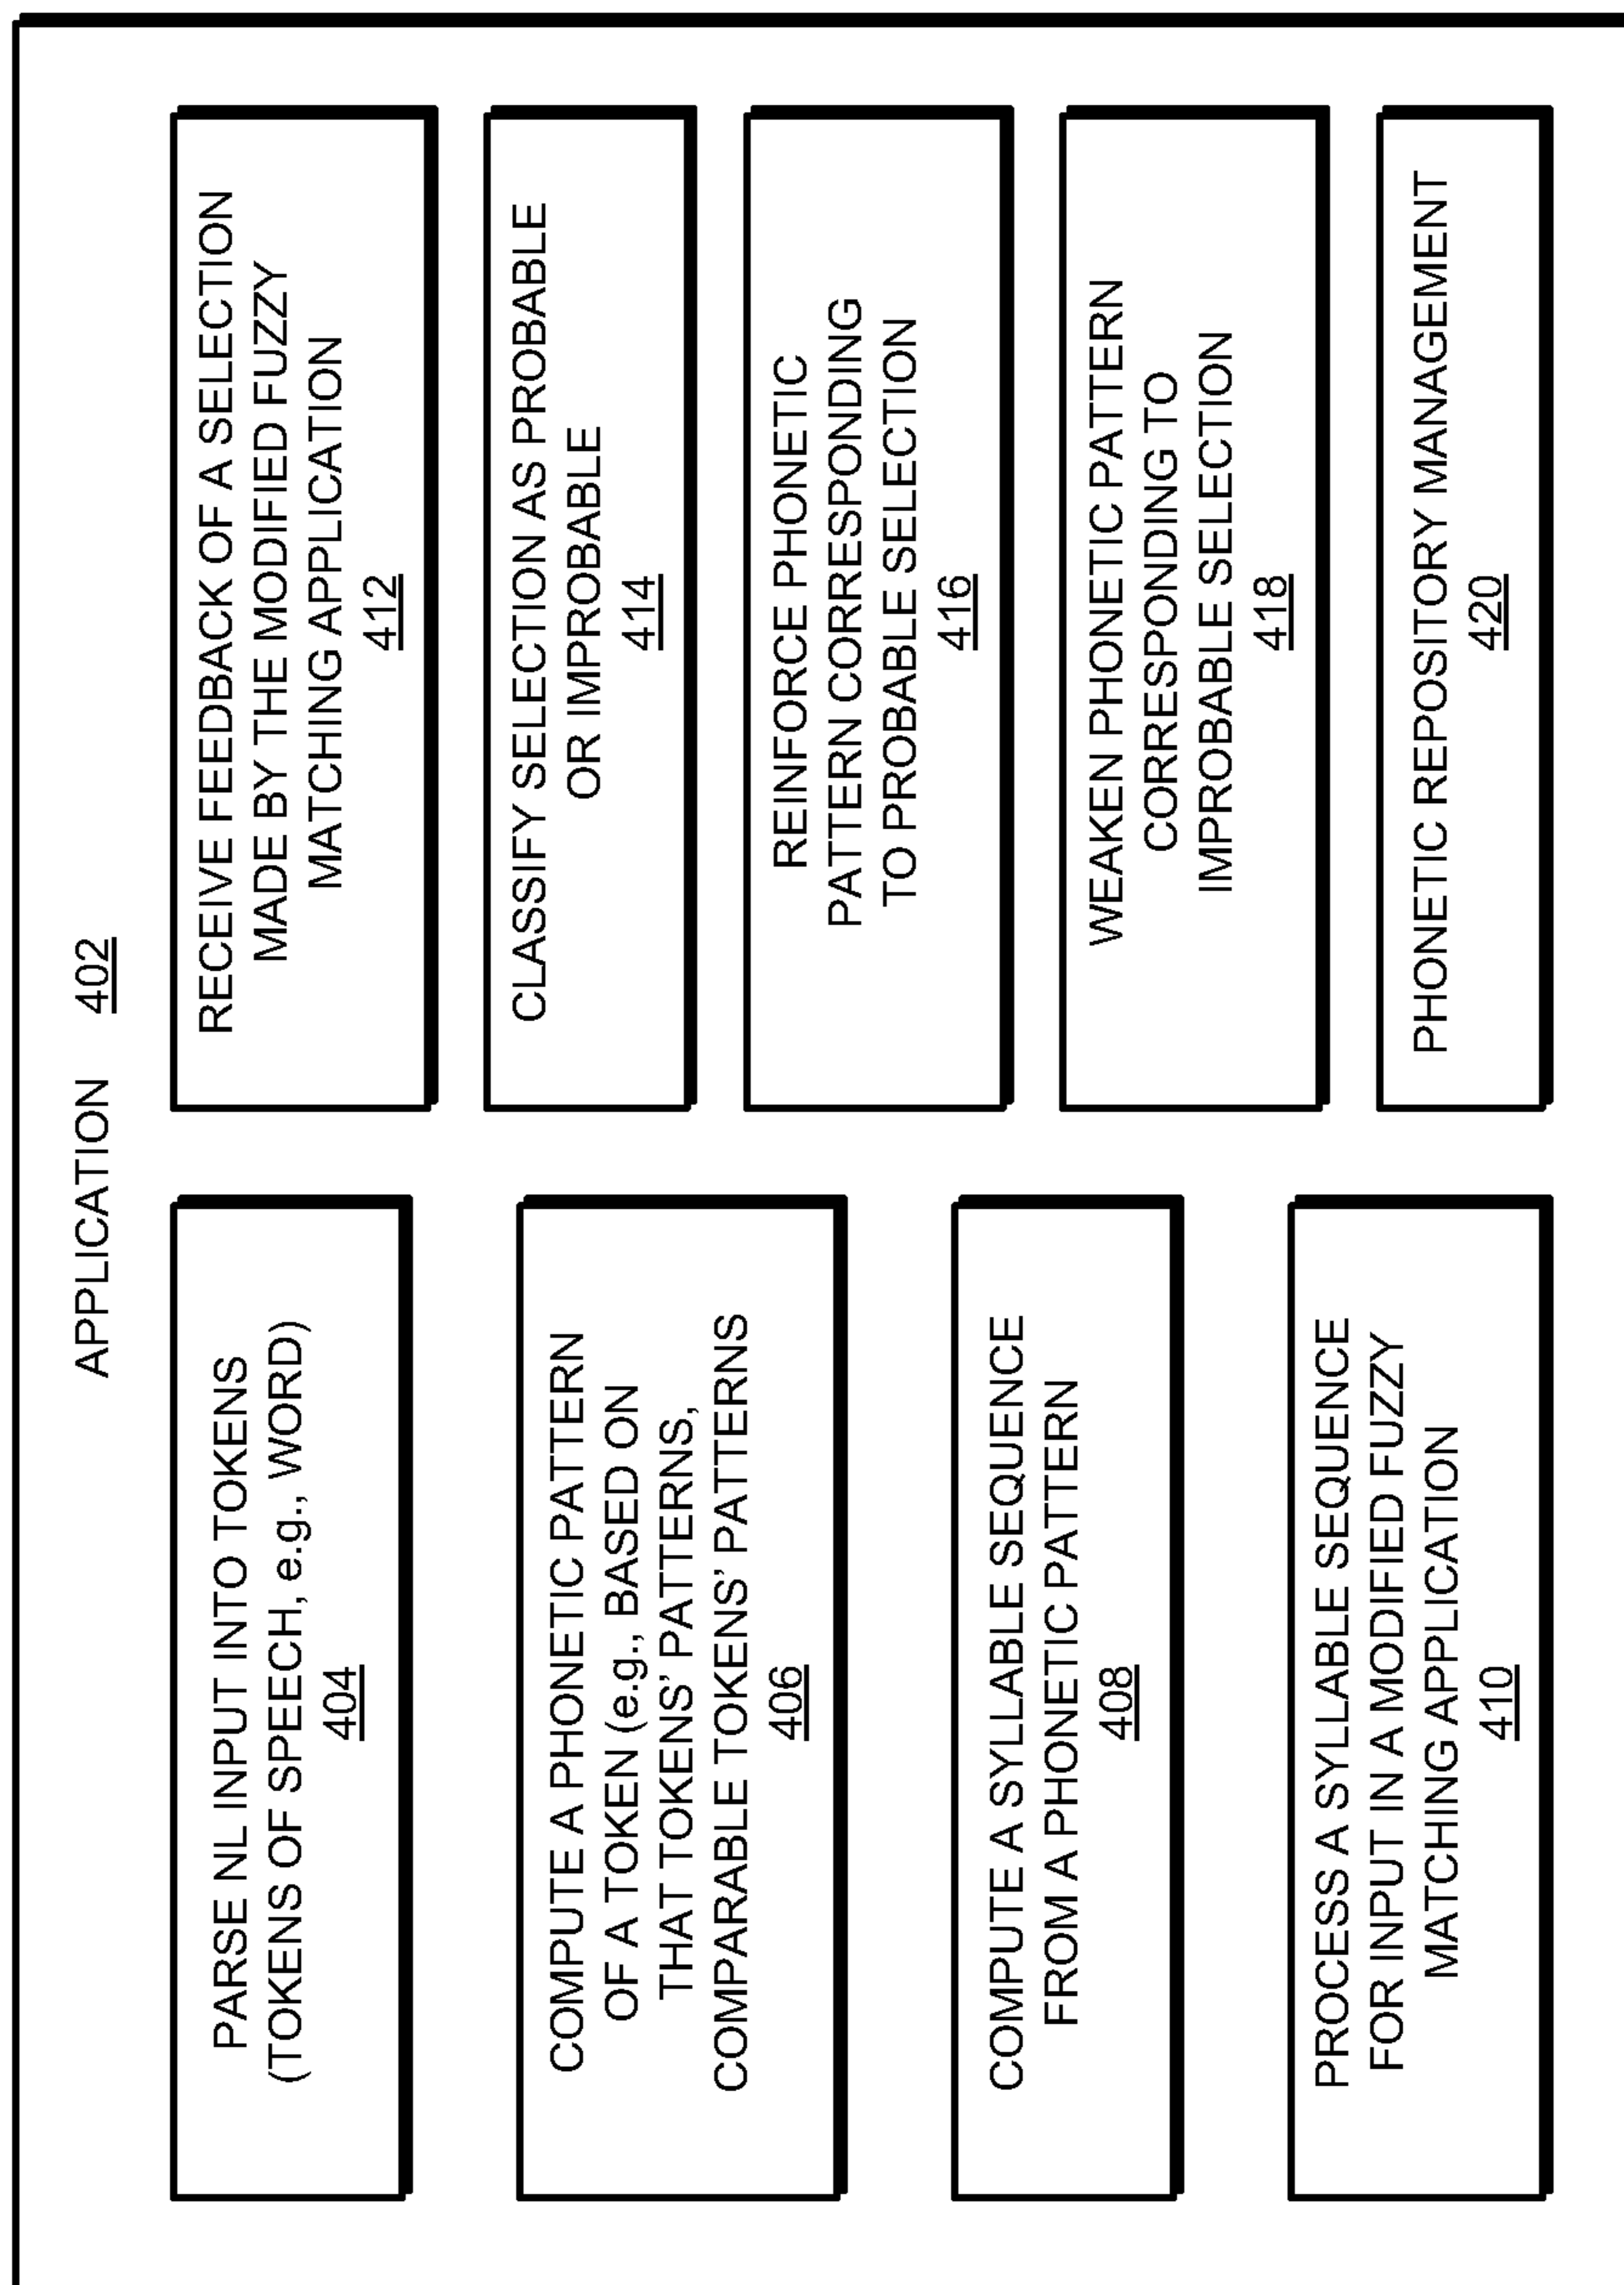 APPLICATION 402
PARSE NL INPUT INTO TOKENS
(TOKENS OF SPEECH, e.g., WORD)
404
COMPUTE A PHONETIC PATTERN
OF A TOKEN (e.g., BASED ON
THAT TOKENS’ PATTERNS,
COMPARABLE TOKENS’ PATTERNS
406
COMPUTE A SYLLABLE SEQUENCE
FROM A PHONETIC PATTERN
408
PROCESS A SYLLABLE SEQUENCE
FOR INPUT IN A MODIFIED FUZZY
MATCHING APPLICATION
410
RECEIVE FEEDBACK OF A SELECTION
MADE BY THE MODIFIED FUZZY
MATCHING APPLICATION
412
CLASSIFY SELECTION AS PROBABLE
OR IMPROBABLE
414
REINFORCE PHONETIC
PATTERN CORRESPONDING
TO PROBABLE SELECTION
416
WEAKEN PHONETIC PATTERN
CORRESPONDING TO
IMPROBABLE SELECTION
418
PHONETIC REPOSITORY MANAGEMENT
420